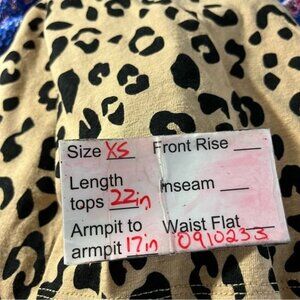 Size XS Front Rise
Length tops 22in Inseam
Armpit to armpit 17in Waist Flat
0910233